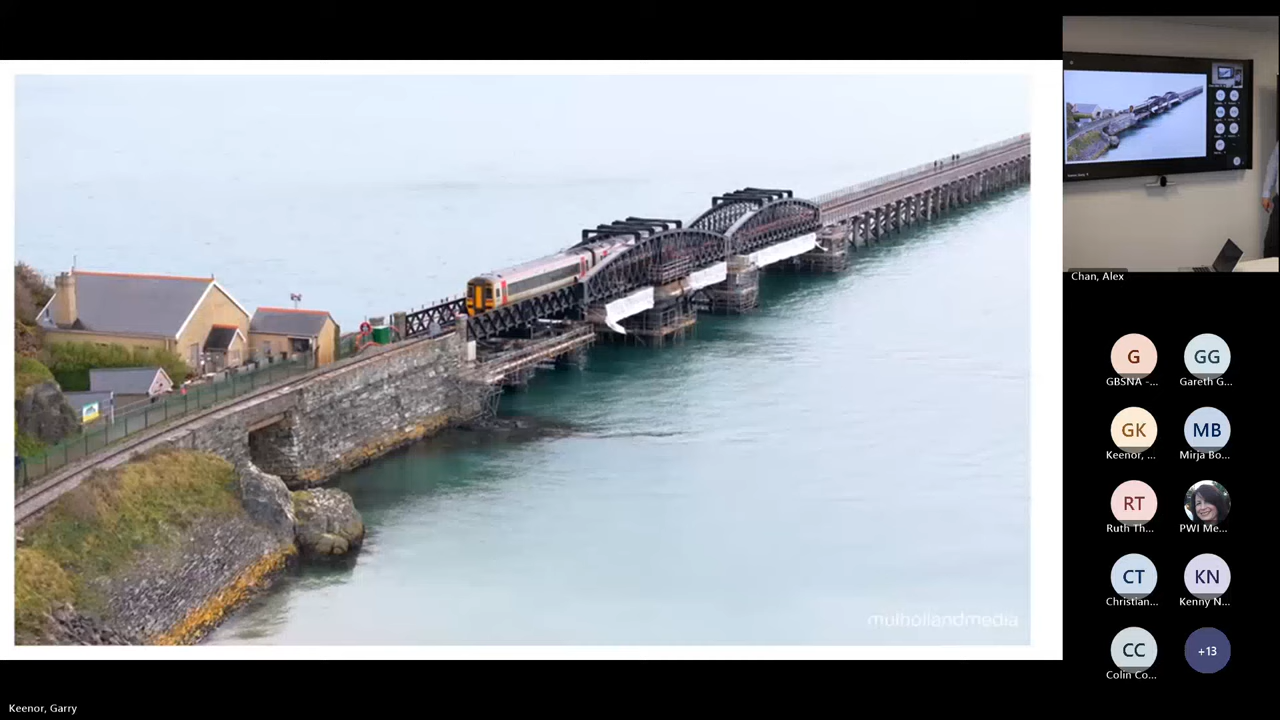 mulhollandmedia
Keenor, Garry
Chan, Alex
G
GG
GBSNA -...
Gareth G...
GK
MB
Keenor, ...
Mirja Bo...
RT
Ruth Th...
PWI Me...
CT
KN
Christian...
Kenny N...
CC
+13
Colin Co...